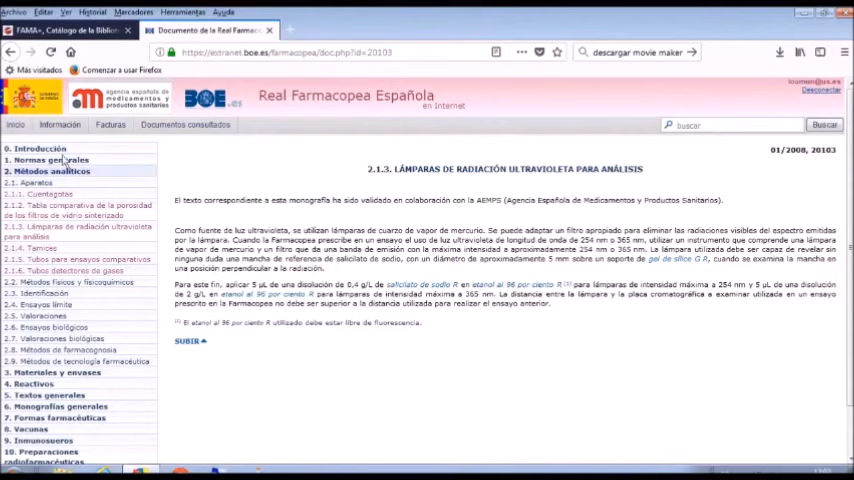 Archivo Editar Ver Historial Marcadores Herramientas Ayuda
FAMA+, Catálogo de la Bibliot
Documento de la Real Farmaco
https://extranet.boe.es/farmacopea/doc.php?id=20103
descargar movie maker
Más visitados Comenzar a usar Firefox
GOBIERNO DE ESPAÑA
agencia española de medicamentos y productos sanitarios
BOE.es
Real Farmacopea Española
en Internet
Desconectar
Inicio Información Facturas Documentos consultados
buscar
Buscar
0. Introducción
1. Normas generales
2. Métodos analíticos
2.1. Aparatos
2.1.1. Cuentagotas
2.1.2. Tabla comparativa de la porosidad
de los filtros de vidrio sinterizado
2.1.3. Lámparas de radiación ultravioleta
para análisis
2.1.4. Tamices
2.1.5. Tubos para ensayos comparativos
2.1.6. Tubos detectores de gases
2.2. Métodos físicos y fisicoquímicos
2.3. Identificación
2.4. Ensayos límite
2.5. Valoraciones
2.6. Ensayos biológicos
2.7. Valoraciones biológicas
2.8. Métodos de farmacognosia
2.9. Métodos de tecnología farmacéutica
3. Materiales y envases
4. Reactivos
5. Textos generales
6. Monografías generales
7. Formas farmacéuticas
8. Vacunas
9. Inmunosueros
10. Preparaciones
radiofarmacéuticas
01/2008, 20103
2.1.3. LÁMPARAS DE RADIACIÓN ULTRAVIOLETA PARA ANÁLISIS
El texto correspondiente a esta monografía ha sido validado en colaboración con la AEMPS (Agencia Española de Medicamentos y Productos Sanitarios).
Como fuente de luz ultravioleta, se utilizan lámparas de cuarzo de vapor de mercurio. Se puede adaptar un filtro apropiado para eliminar las radiaciones visibles del espectro emitidas
por la lámpara. Cuando la Farmacopea prescribe en un ensayo el uso de luz ultravioleta de longitud de onda de 254 nm o 365 nm, utilizar un instrumento que comprende una lámpara
de vapor de mercurio y un filtro que da una banda de emisión con la máxima intensidad a aproximadamente 254 nm o 365 nm. La lámpara utilizada debe ser capaz de revelar sin
ninguna duda una mancha de referencia de salicilato de sodio, con un diámetro de aproximadamente 5 mm sobre un soporte de gel de sílice G R, cuando se examina la mancha en
una posición perpendicular a la radiación.
Para este fin, aplicar 5 µL de una disolución de 0,4 g/L de salicilato de sodio R en etanol al 96 por ciento R (1) para lámparas de intensidad máxima a 254 nm y 5 µL de una disolución
de 2 g/L en etanol al 96 por ciento R para lámparas de intensidad máxima a 365 nm. La distancia entre la lámpara y la placa cromatográfica a examinar utilizada en un ensayo
prescrito en la Farmacopea no debe ser superior a la distancia utilizada para realizar el ensayo anterior.
(1) El etanol al 96 por ciento R utilizado debe estar libre de fluorescencia.
SUBIR